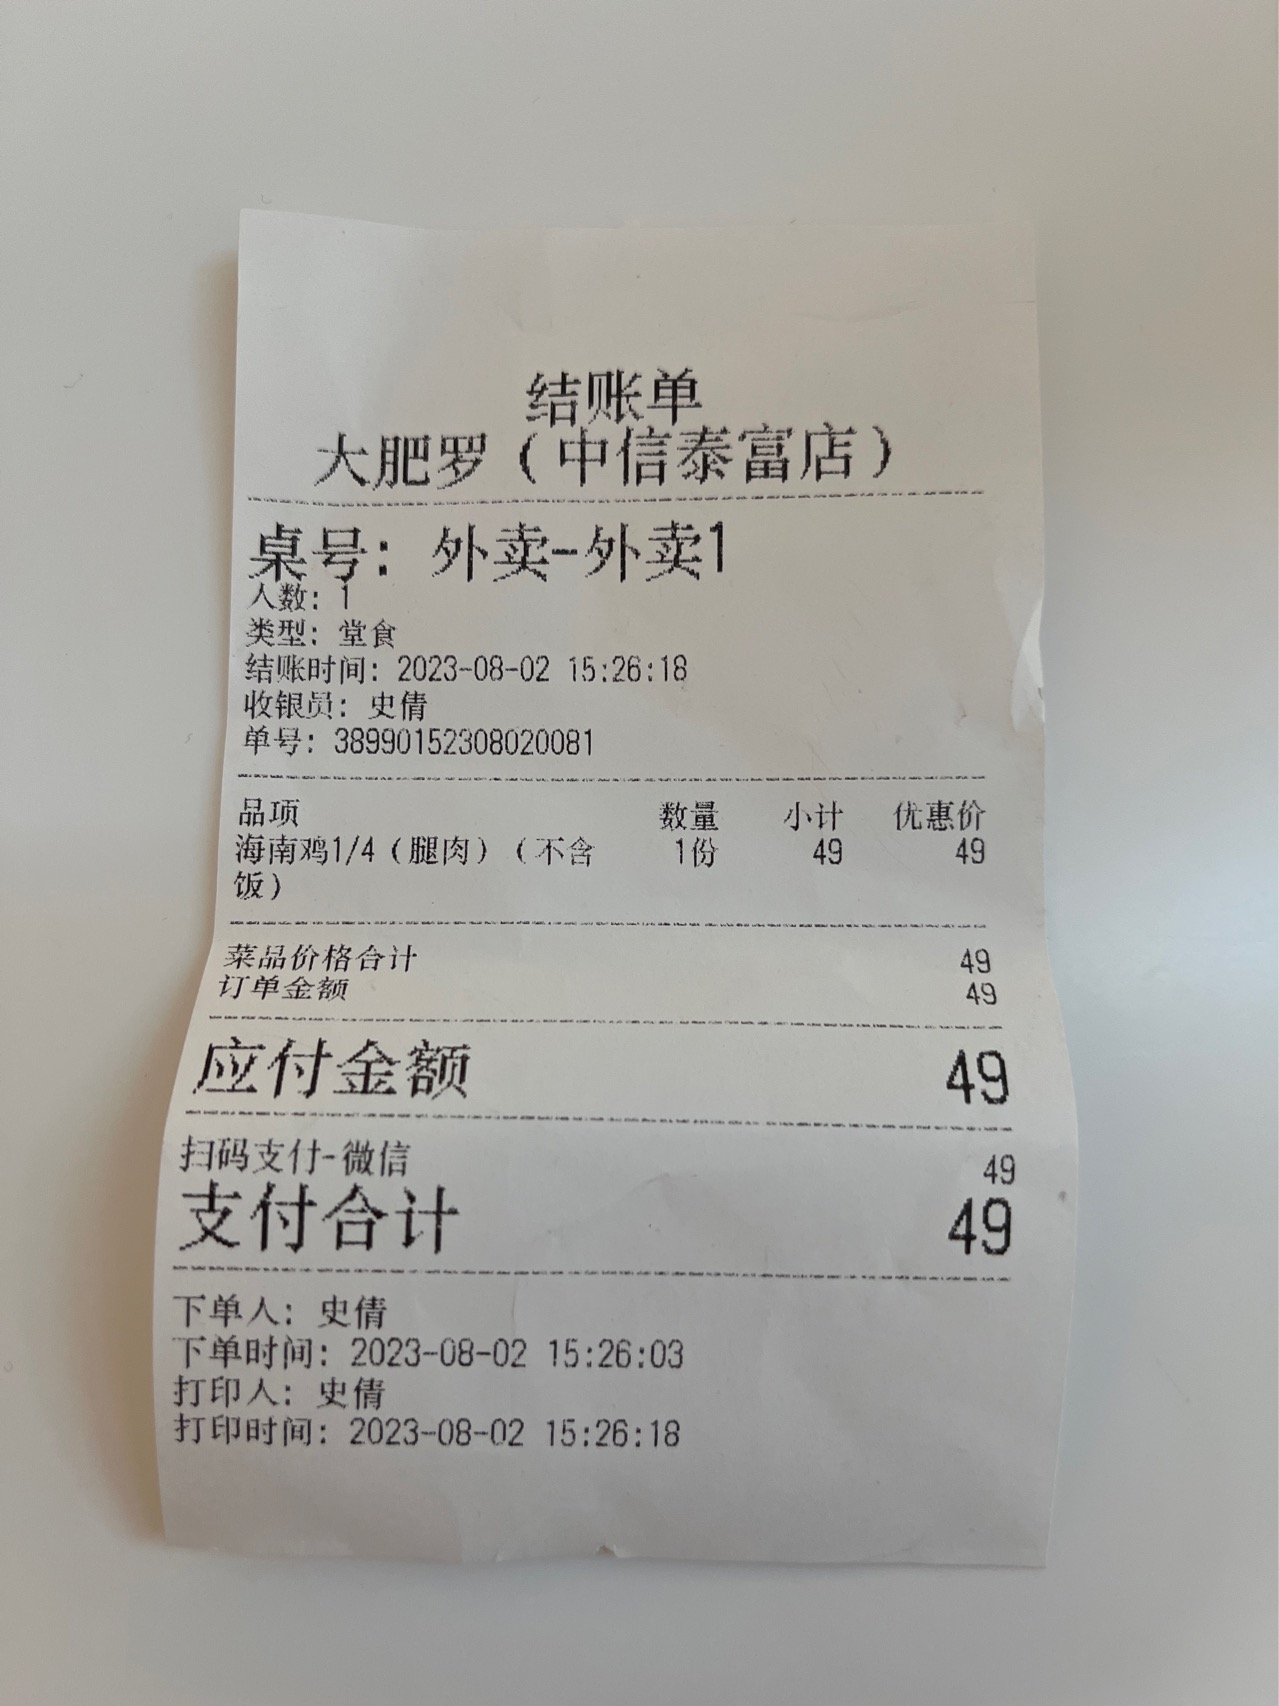 结账单
大肥罗（中信泰富店）
桌号：外卖-外卖1
人数：1
类型：堂食
结账时间：2023-08-02 15:26:18
收银员：史倩
单号：38990152308020081
品项 数量 小计 优惠价
海南鸡1/4（腿肉）（不含 1份 49 49
饭）
菜品价格合计 49
订单金额 49
应付金额 49
扫码支付-微信 49
支付合计 49
下单人：史倩
下单时间：2023-08-02 15:26:03
打印人：史倩
打印时间：2023-08-02 15:26:18